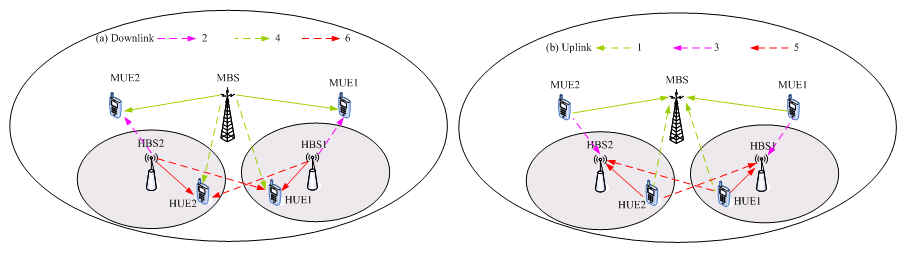 (a) Downlink 2 4 6
MUE2 MBS MUE1
HBS2 HBS1
HUE2 HUE1
(b) Uplink 1 3 5
MUE2 MBS MUE1
HBS2 HBS1
HUE2 HUE1